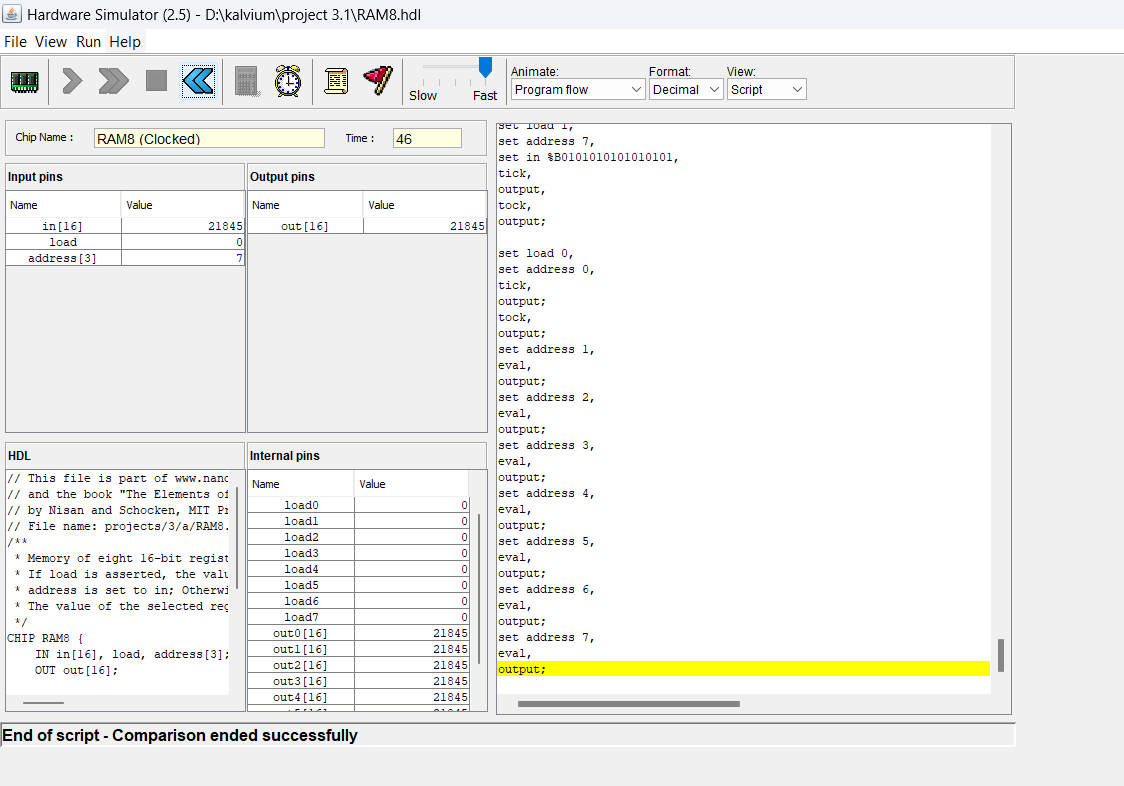 Hardware Simulator (2.5) - D:\kalvium\project 3.1\RAM8.hdl
File View Run Help
Slow Fast
Animate: Format: View:
Program flow Decimal Script
Chip Name : RAM8 (Clocked) Time : 46
Input pins
Name Value
in[16] 21845
load 0
address[3] 7
Output pins
Name Value
out[16] 21845
HDL
// This file is part of www.nand
// and the book "The Elements of
// by Nisan and Schocken, MIT Pr
// File name: projects/3/a/RAM8.
/**
* Memory of eight 16-bit regist
* If load is asserted, the valu
* address is set to in; Otherwi
* The value of the selected reg
*/
CHIP RAM8 {
IN in[16], load, address[3];
OUT out[16];
Internal pins
Name Value
load0 0
load1 0
load2 0
load3 0
load4 0
load5 0
load6 0
load7 0
out0[16] 21845
out1[16] 21845
out2[16] 21845
out3[16] 21845
out4[16] 21845
set load 1,
set address 7,
set in %B0101010101010101,
tick,
output,
tock,
output;
set load 0,
set address 0,
tick,
output;
tock,
output;
set address 1,
eval,
output;
set address 2,
eval,
output;
set address 3,
eval,
output;
set address 4,
eval,
output;
set address 5,
eval,
output;
set address 6,
eval,
output;
set address 7,
eval,
output;
End of script - Comparison ended successfully